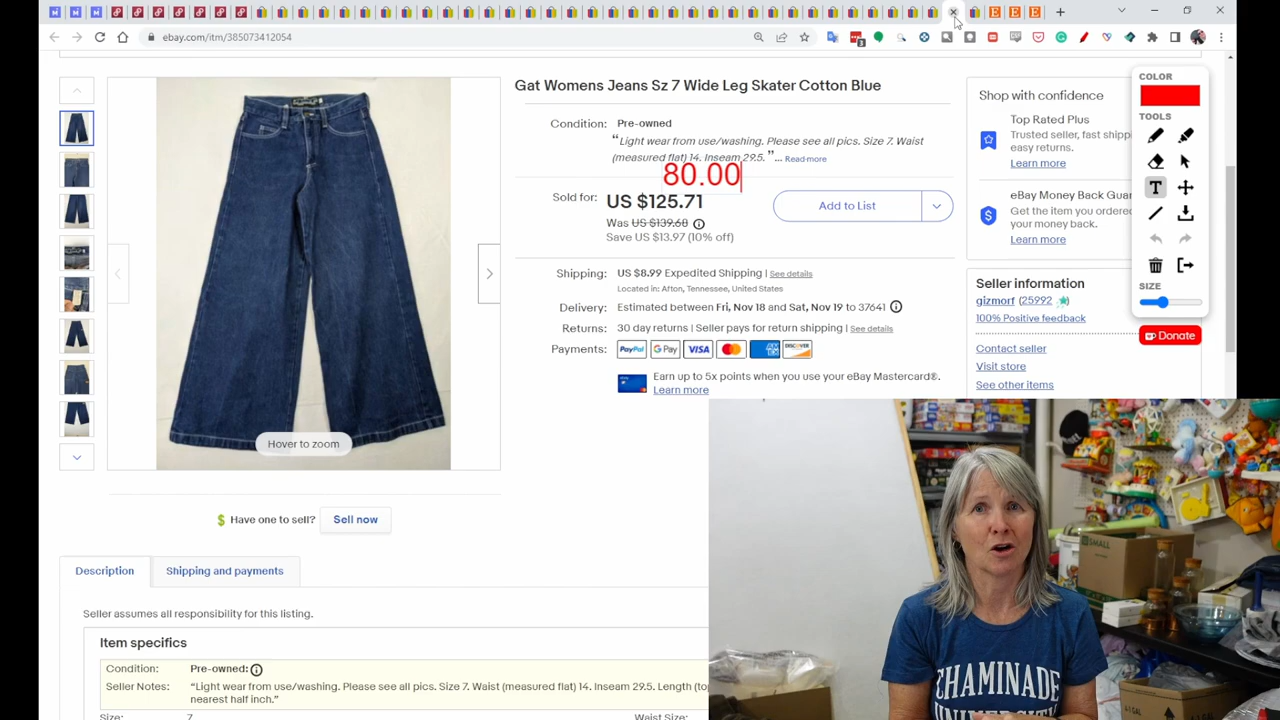 ebay.com/itm/385073412054
3
Gat Womens Jeans Sz 7 Wide Leg Skater Cotton Blue
Condition:
Pre-owned
“Light wear from use/washing. Please see all pics. Size 7. Waist
(measured flat) 14. Inseam 29.5. ” ... Read more
80.00
Sold for:
US $125.71
Was US $139.68
Save US $13.97 (10% off)
Add to List
Shipping:
US $8.99 Expedited Shipping | See details
Located in: Afton, Tennessee, United States
Delivery:
Estimated between Fri, Nov 18 and Sat, Nov 19 to 37641
Returns:
30 day returns | Seller pays for return shipping | See details
Payments:
PayPal
G Pay
VISA
DISCOVER
Earn up to 5x points when you use your eBay Mastercard®.
Learn more
Shop with confidence
Top Rated Plus
Trusted seller, fast shipp
easy returns.
Learn more
eBay Money Back Guar
Get the item you ordere
your money back.
Learn more
Seller information
gizmorf (25992 )
100% Positive feedback
Contact seller
Visit store
See other items
COLOR
TOOLS
T
SIZE
Donate
Hover to zoom
Have one to sell?
Sell now
Description
Shipping and payments
Seller assumes all responsibility for this listing.
Item specifics
Condition:
Pre-owned:
Seller Notes:
“Light wear from use/washing. Please see all pics. Size 7. Waist (measured flat) 14. Inseam 29.5. Length (to
nearest half inch.”
Size:
7
Waist Size:
SMALL
CHAMINADE
UNIVERSITY